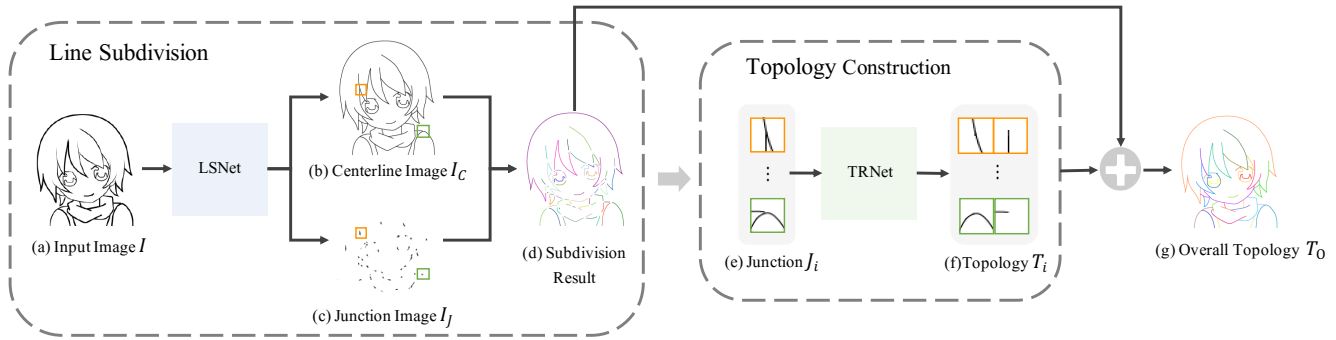 Line Subdivision
LSNet
(a) Input Image I
(b) Centerline Image I_C
(c) Junction Image I_J
(d) Subdivision
Result
Topology Construction
TRNet
(e) Junction J_i
(f)Topology T_i
(g) Overall Topology T_O